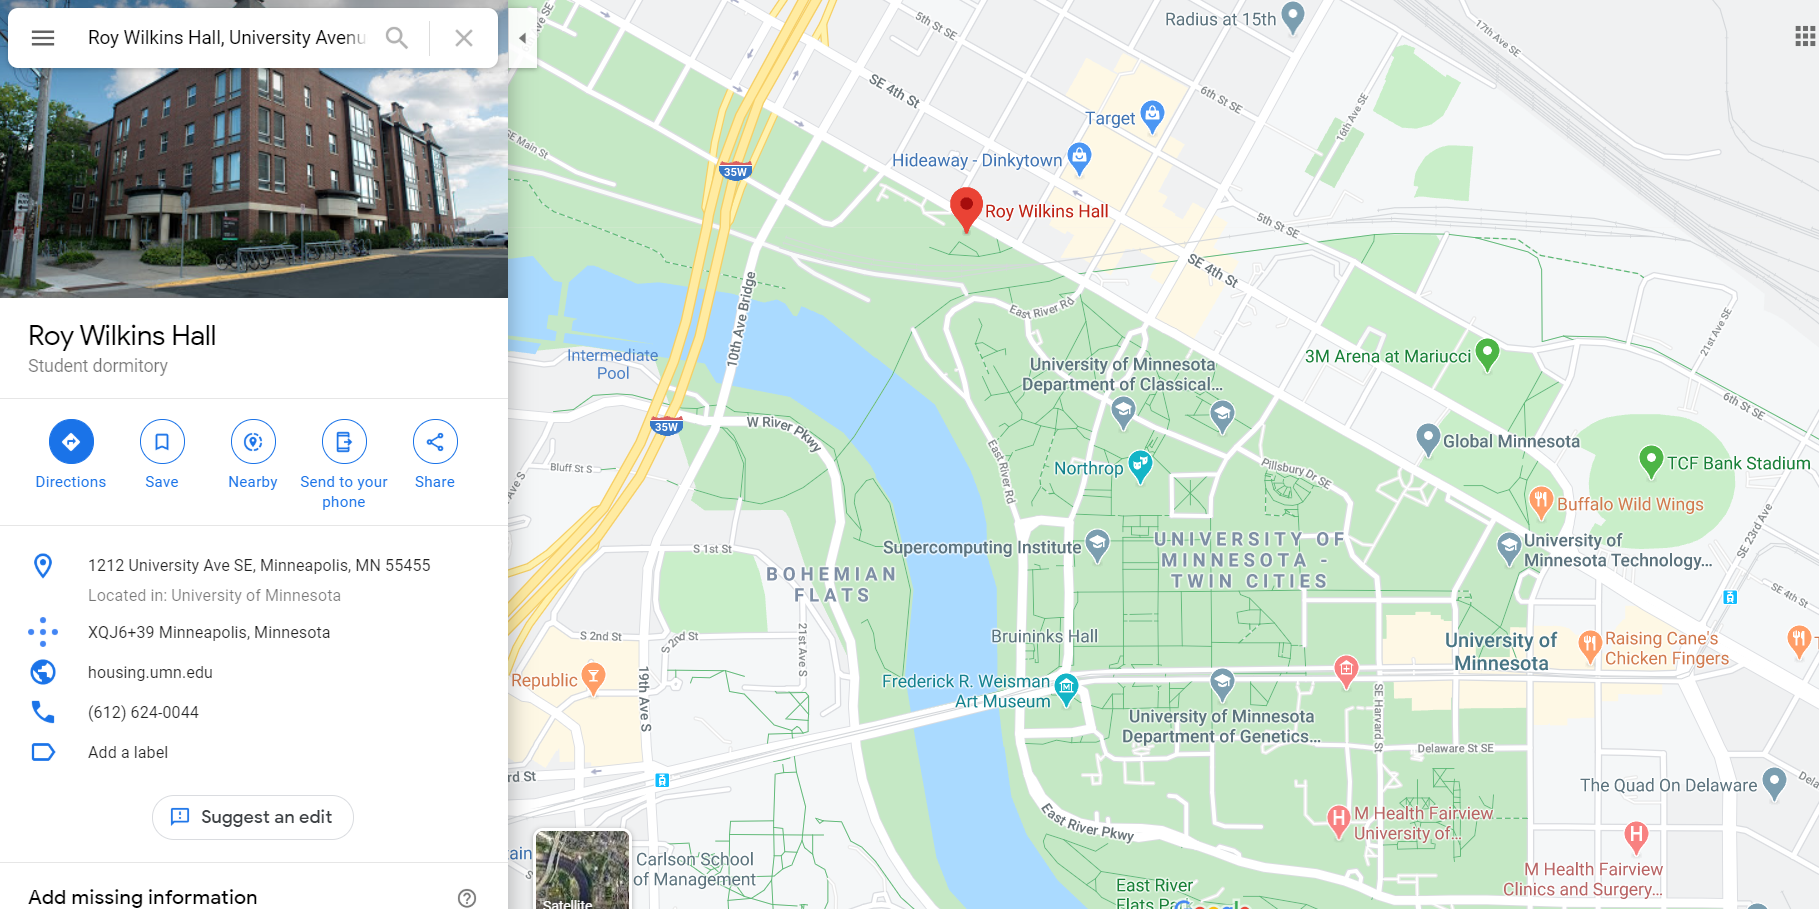 Roy Wilkins Hall, University Avenu
Roy Wilkins Hall
Student dormitory
Directions
Save
Nearby
Send to your
phone
Share
1212 University Ave SE, Minneapolis, MN 55455
Located in: University of Minnesota
XQJ6+39 Minneapolis, Minnesota
housing.umn.edu
(612) 624-0044
Add a label
Suggest an edit
Add missing information
Radius at 15th
5th St SE
17th Ave SE
SE 4th St
6th St SE
16th Ave SE
Target
SE Main St
Hideaway - Dinkytown
35W
Roy Wilkins Hall
5th St SE
SE 4th St
10th Ave Bridge
East River Rd
21st Ave SE
Intermediate
Pool
University of Minnesota
Department of Classical...
3M Arena at Mariucci
6th St SE
35W
W River Pkwy
Global Minnesota
TCF Bank Stadium
Bluff St S
East River Rd
Northrop
Pillsbury Dr SE
Buffalo Wild Wings
SE 23rd Ave
S 1st St
Supercomputing Institute
UNIVERSITY OF
MINNESOTA -
TWIN CITIES
University of
Minnesota Technology...
BOHEMIAN
FLATS
SE 4th St
S 2nd St
S 2nd St
21st Ave S
Bruininks Hall
University of
Minnesota
Raising Cane's
Chicken Fingers
Republic
19th Ave S
Frederick R. Weisman
Art Museum
University of Minnesota
Department of Genetics...
SE Harvard St
Delaware St SE
rd St
The Quad On Delaware
Dela
East River Pkwy
M Health Fairview
University of...
ain
Carlson School
of Management
M Health Fairview
Clinics and Surgery...
East River
Flats Pa
Satellite